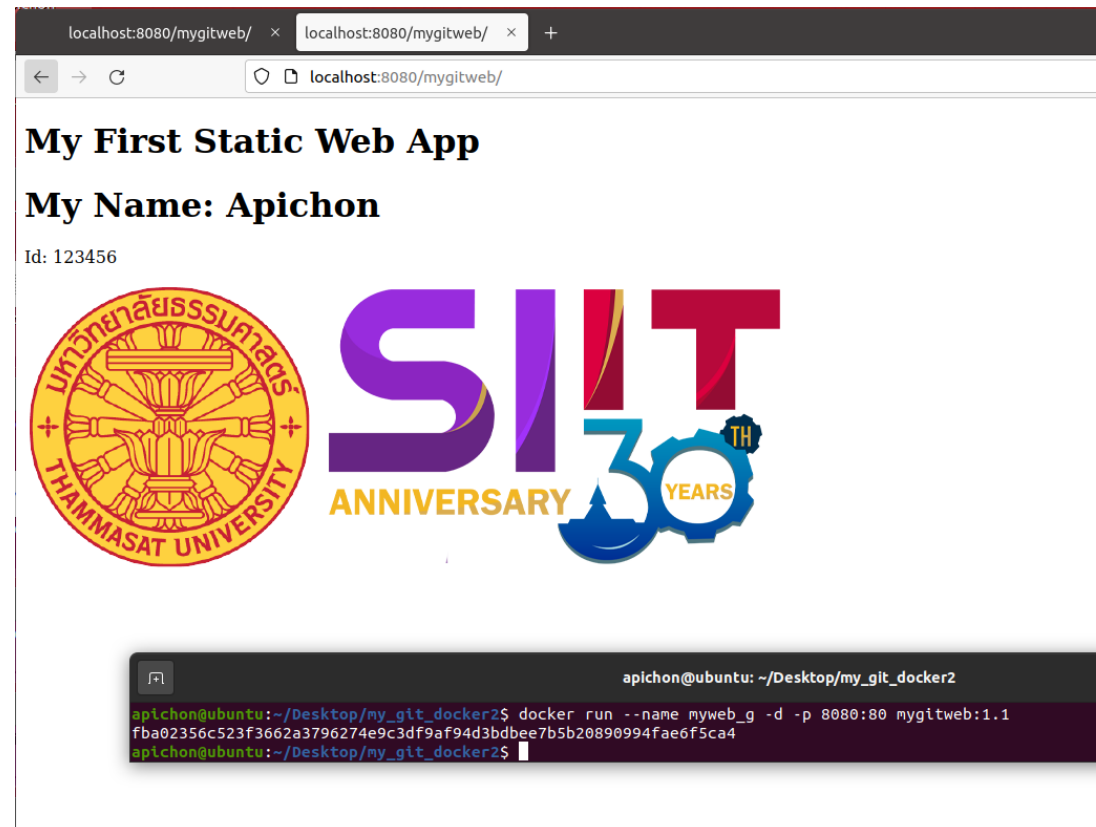 localhost:8080/mygitweb/ × localhost:8080/mygitweb/ × +
localhost:8080/mygitweb/
My First Static Web App
My Name: Apichon
Id: 123456
มหาวิทยาลัยธรรมศาสตร์
THAMMASAT UNIVERSITY
SIIT
TH
30
YEARS
ANNIVERSARY
apichon@ubuntu: ~/Desktop/my_git_docker2
apichon@ubuntu:~/Desktop/my_git_docker2$ docker run --name myweb_g -d -p 8080:80 mygitweb:1.1
fba02356c523f3662a3796274e9c3df9af94d3bdbee7b5b20890994fae6f5ca4
apichon@ubuntu:~/Desktop/my_git_docker2$